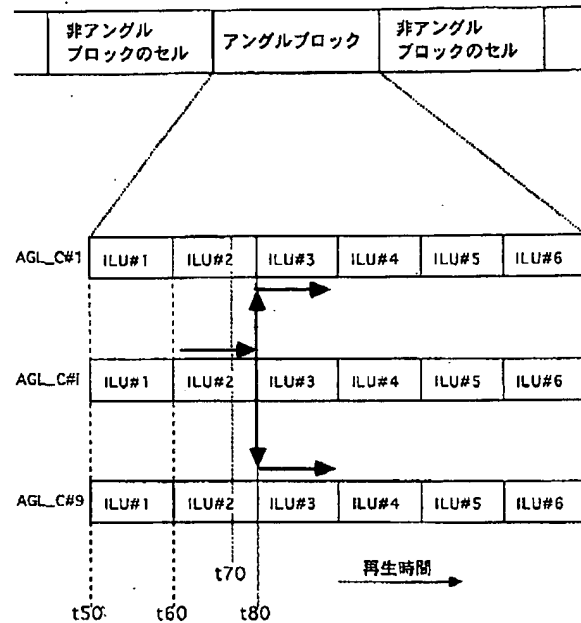 非アングル
ブロックのセル
アングルブロック
非アングル
ブロックのセル
AGL_C#1
ILU#1
ILU#2
ILU#3
ILU#4
ILU#5
ILU#6
AGL_C#i
ILU#1
ILU#2
ILU#3
ILU#4
ILU#5
ILU#6
AGL_C#9
ILU#1
ILU#2
ILU#3
ILU#4
ILU#5
ILU#6
t70
再生時間
t50
t60
t80